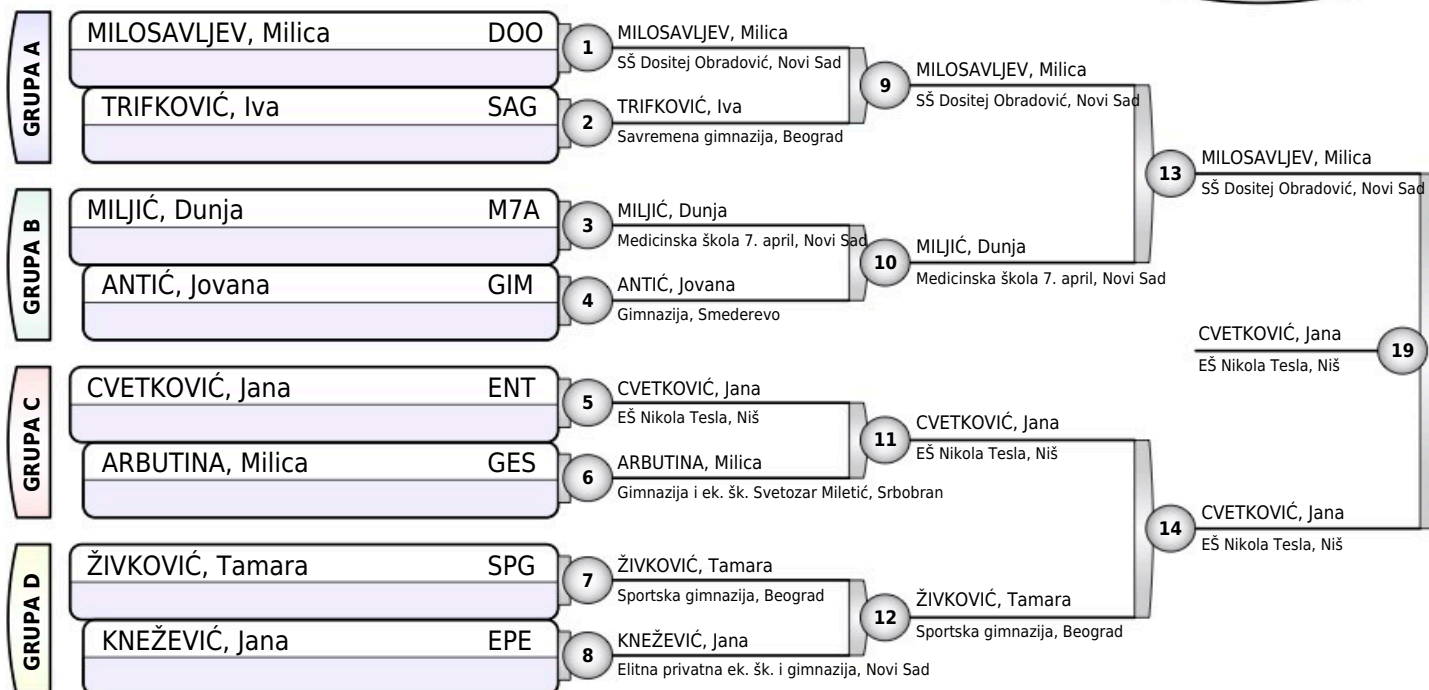 GRUPA A
MILOSAVLJEV, Milica DOO
TRIFKOVIĆ, Iva SAG
GRUPA B
MILJIĆ, Dunja M7A
ANTIĆ, Jovana GIM
GRUPA C
CVETKOVIĆ, Jana ENT
ARBUTINA, Milica GES
GRUPA D
ŽIVKOVIĆ, Tamara SPG
KNEŽEVIĆ, Jana EPE
1
MILOSAVLJEV, Milica
SŠ Dositej Obradović, Novi Sad
2
TRIFKOVIĆ, Iva
Savremena gimnazija, Beograd
3
MILJIĆ, Dunja
Medicinska škola 7. april, Novi Sad
4
ANTIĆ, Jovana
Gimnazija, Smederevo
5
CVETKOVIĆ, Jana
EŠ Nikola Tesla, Niš
6
ARBUTINA, Milica
Gimnazija i ek. šk. Svetozar Miletić, Srbobran
7
ŽIVKOVIĆ, Tamara
Sportska gimnazija, Beograd
8
KNEŽEVIĆ, Jana
Elitna privatna ek. šk. i gimnazija, Novi Sad
9
MILOSAVLJEV, Milica
SŠ Dositej Obradović, Novi Sad
10
MILJIĆ, Dunja
Medicinska škola 7. april, Novi Sad
11
CVETKOVIĆ, Jana
EŠ Nikola Tesla, Niš
12
ŽIVKOVIĆ, Tamara
Sportska gimnazija, Beograd
13
MILOSAVLJEV, Milica
SŠ Dositej Obradović, Novi Sad
14
CVETKOVIĆ, Jana
EŠ Nikola Tesla, Niš
CVETKOVIĆ, Jana
EŠ Nikola Tesla, Niš
19